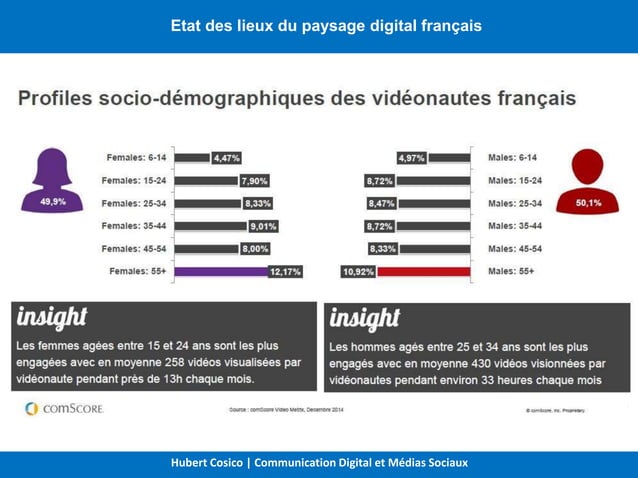 Etat des lieux du paysage digital français
Profiles socio-démographiques des vidéonautes français
49,9%
Females: 6-14 4,47%
Females: 15-24 7,90%
Females: 25-34 8,33%
Females: 35-44 9,01%
Females: 45-54 8,00%
Females: 55+ 12,17%
4,97% Males: 6-14
8,72% Males: 15-24
8,47% Males: 25-34
8,72% Males: 35-44
8,33% Males: 45-54
10,92% Males: 55+
50,1%
insight
Les femmes agées entre 15 et 24 ans sont les plus
engagées avec en moyenne 258 vidéos visualisées par
vidéonaute pendant près de 13h chaque mois.
insight
Les hommes agés entre 25 et 34 ans sont les plus
engagés avec en moyenne 430 vidéos visionnées par
vidéonautes pendant environ 33 heures chaque mois
comScore
Source : comScore Video Metrix, Decembre 2014
© comScore, Inc. Proprietary.
Hubert Cosico | Communication Digital et Médias Sociaux